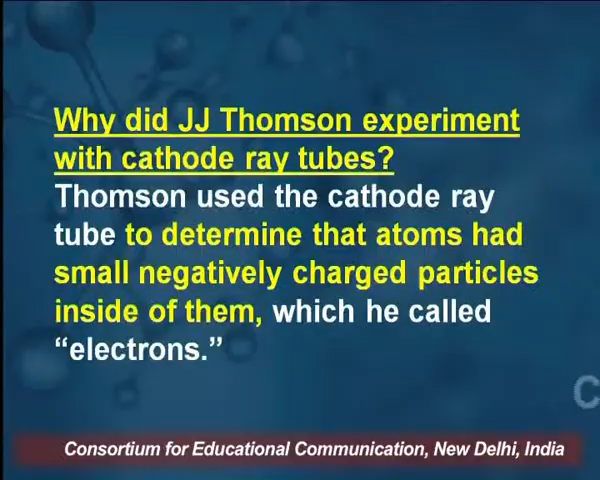 Why did JJ Thomson experiment
with cathode ray tubes?
Thomson used the cathode ray
tube to determine that atoms had
small negatively charged particles
inside of them, which he called
“electrons.”
C
Consortium for Educational Communication, New Delhi, India